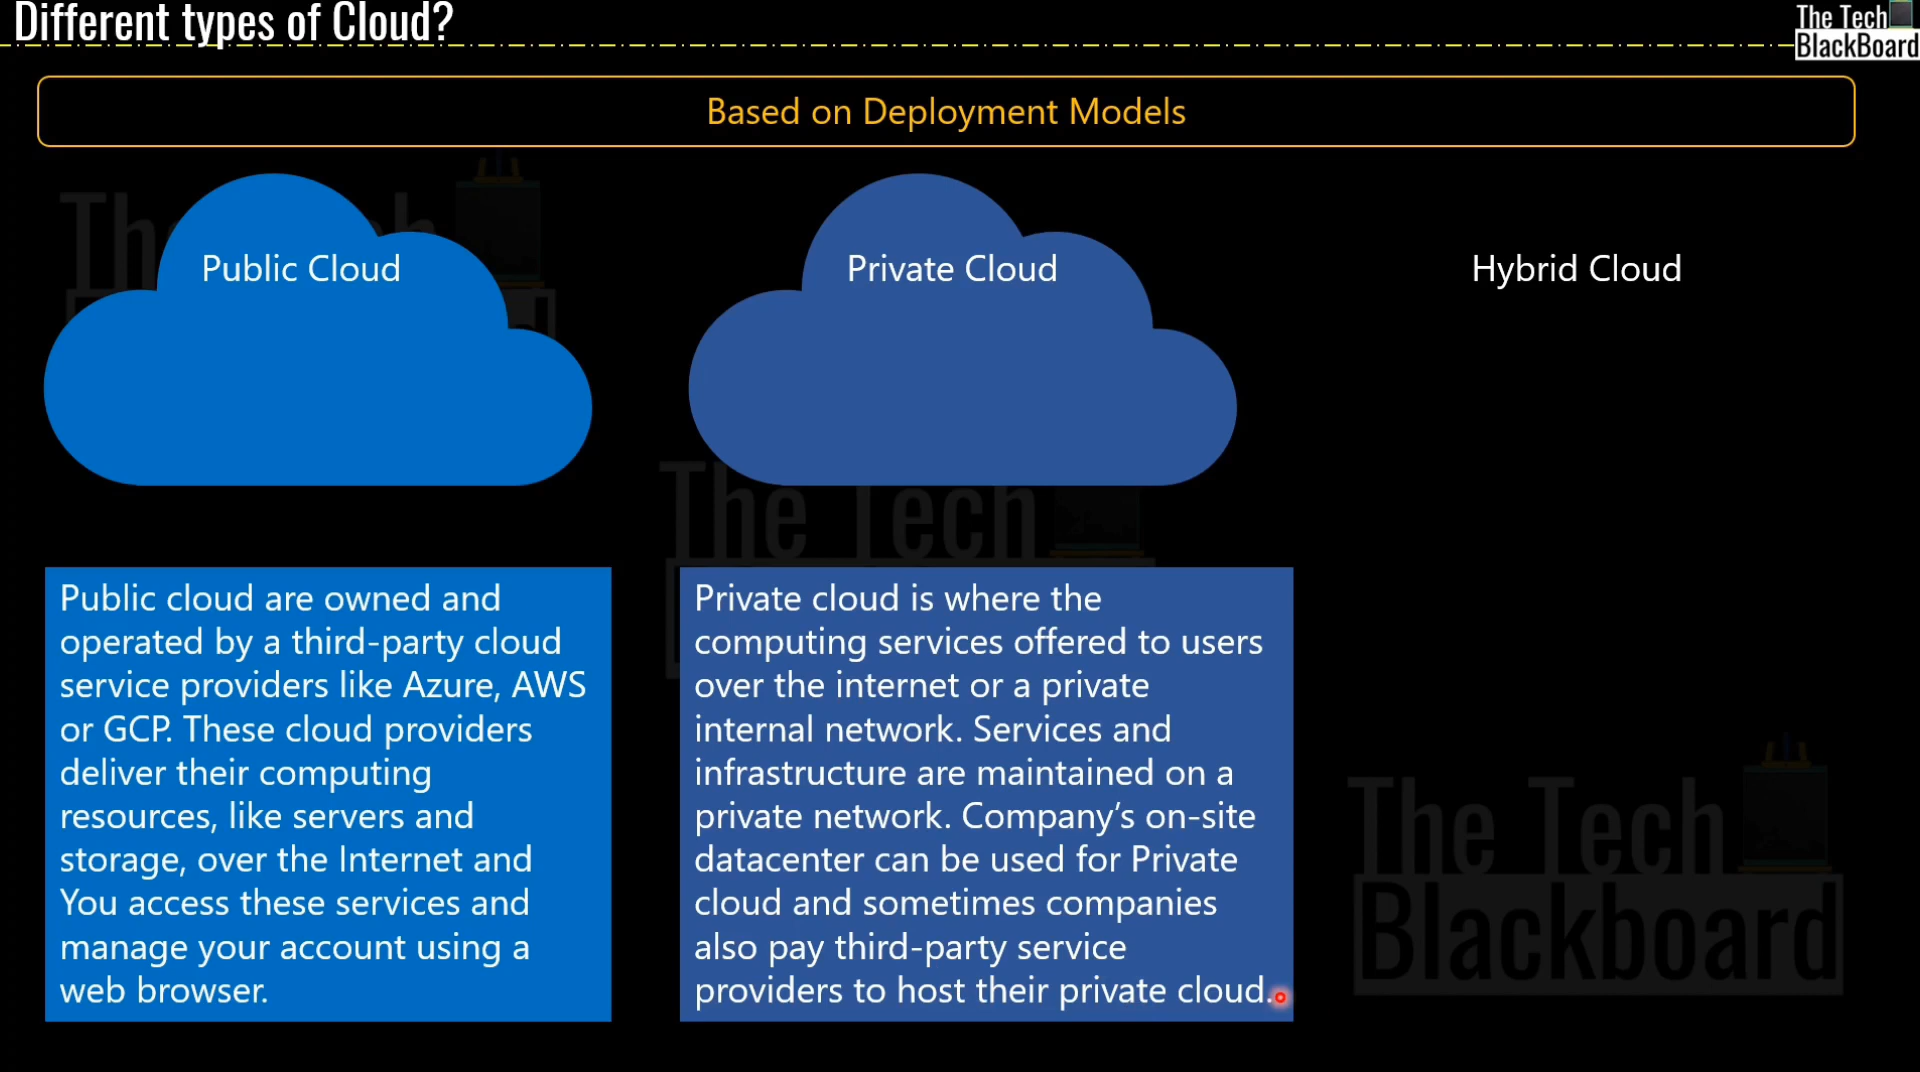 Different types of Cloud?
The Tech
BlackBoard
Based on Deployment Models
Public Cloud
Private Cloud
Hybrid Cloud
Public cloud are owned and
operated by a third-party cloud
service providers like Azure, AWS
or GCP. These cloud providers
deliver their computing
resources, like servers and
storage, over the Internet and
You access these services and
manage your account using a
web browser.
Private cloud is where the
computing services offered to users
over the internet or a private
internal network. Services and
infrastructure are maintained on a
private network. Company’s on-site
datacenter can be used for Private
cloud and sometimes companies
also pay third-party service
providers to host their private cloud.
The Tech
The Tech
The Tech
Blackboard